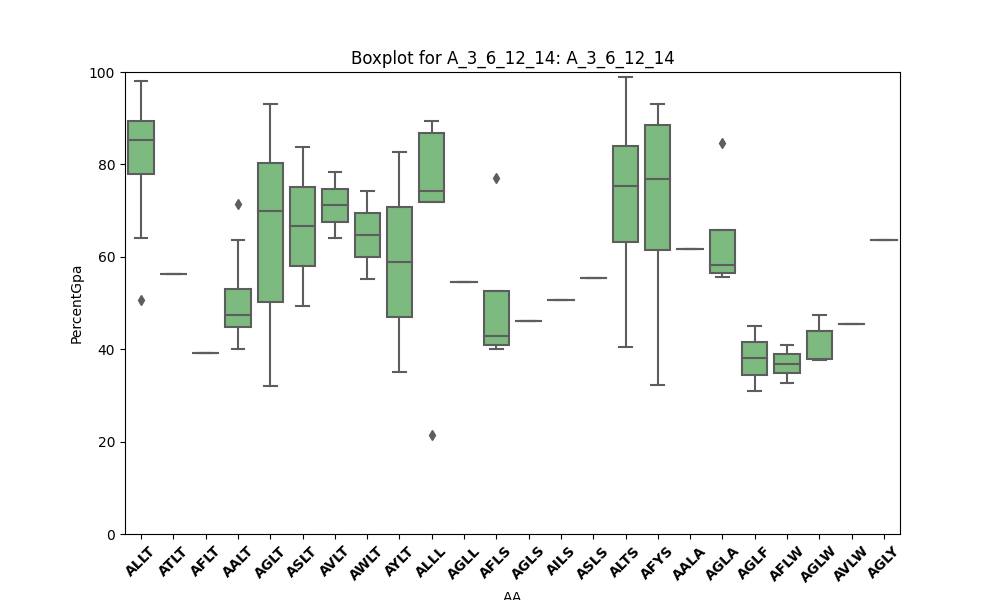 Boxplot for A_3_6_12_14: A_3_6_12_14
100
80
60
40
20
0
PercentGpa
ALLT ATLT AFLT AALT AGLT ASLT AVLT AWLT AYLT ALLL AGLL AFLS AGLS AILS ASLS ALTS AFYS AALA AGLA AGLF AFLW AGLW AVLW AGLY
AA